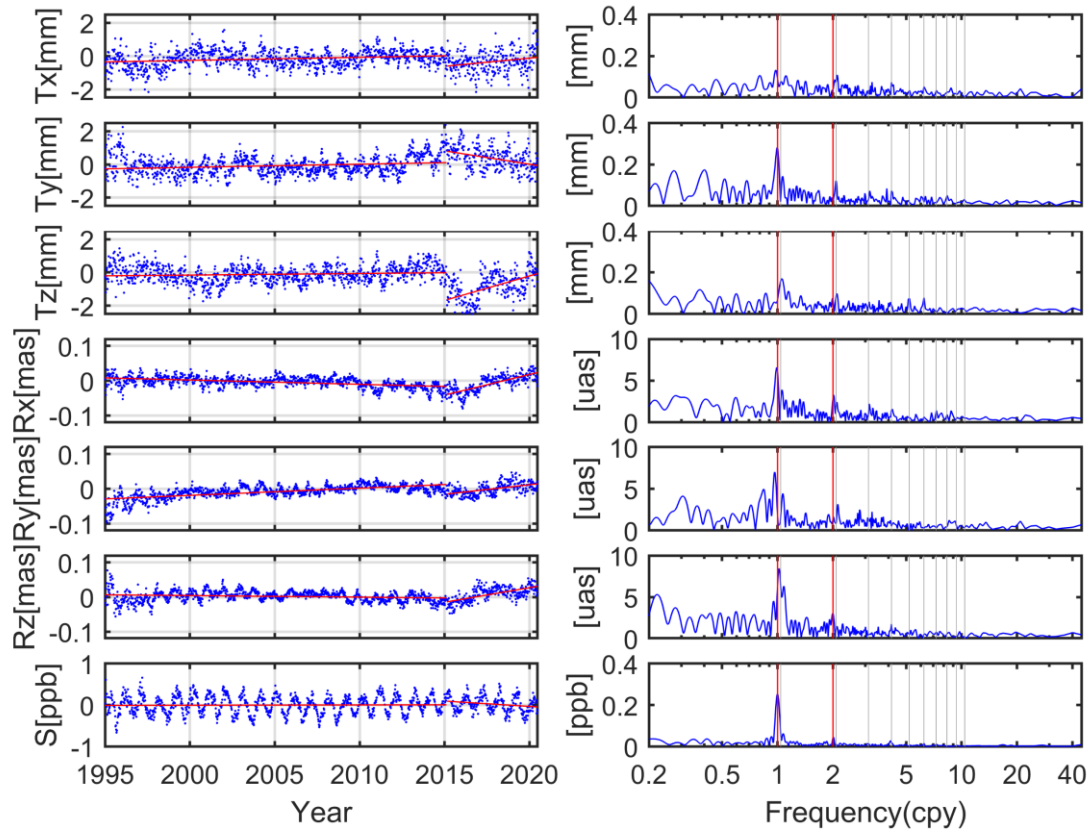 Tx[mm] 2 0 -2
[mm] 0.4 0.2 0
Ty[mm] 2 0 -2
[mm] 0.4 0.2 0
Tz[mm] 2 0 -2
[mm] 0.4 0.2 0
Rx[mas] 0.1 0 -0.1
[uas] 10 5 0
Ry[mas] 0.1 0 -0.1
[uas] 10 5 0
Rz[mas] 0.1 0 -0.1
[uas] 10 5 0
S[ppb] 1 0 -1
[ppb] 0.4 0.2 0
1995 2000 2005 2010 2015 2020
Year
0.2 0.5 1 2 5 10 20 40
Frequency(cpy)